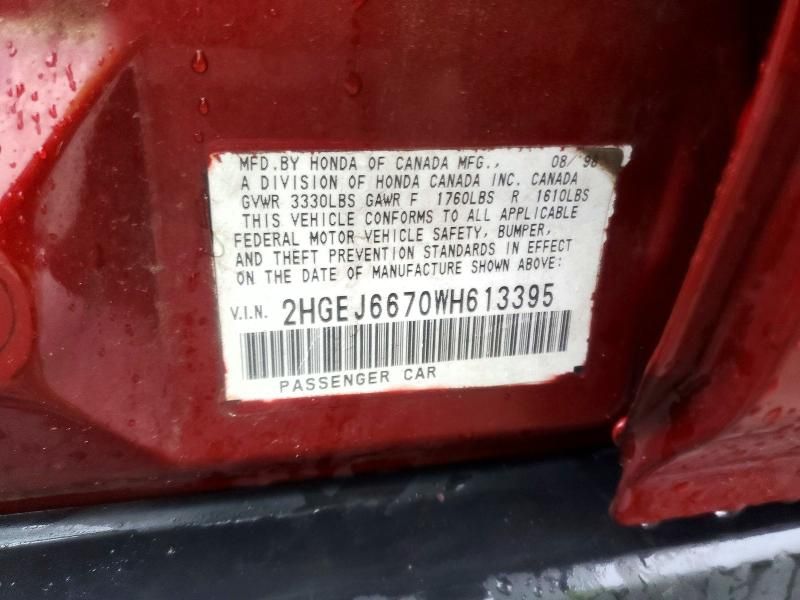 MFD.BY HONDA OF CANADA MFG., 08/'98
A DIVISION OF HONDA CANADA INC. CANADA
GVWR 3330LBS GAWR F 1760LBS R 1610LBS
THIS VEHICLE CONFORMS TO ALL APPLICABLE
FEDERAL MOTOR VEHICLE SAFETY, BUMPER,
AND THEFT PREVENTION STANDARDS IN EFFECT
ON THE DATE OF MANUFACTURE SHOWN ABOVE:
V.I.N. 2HGEJ6670WH613395
PASSENGER CAR